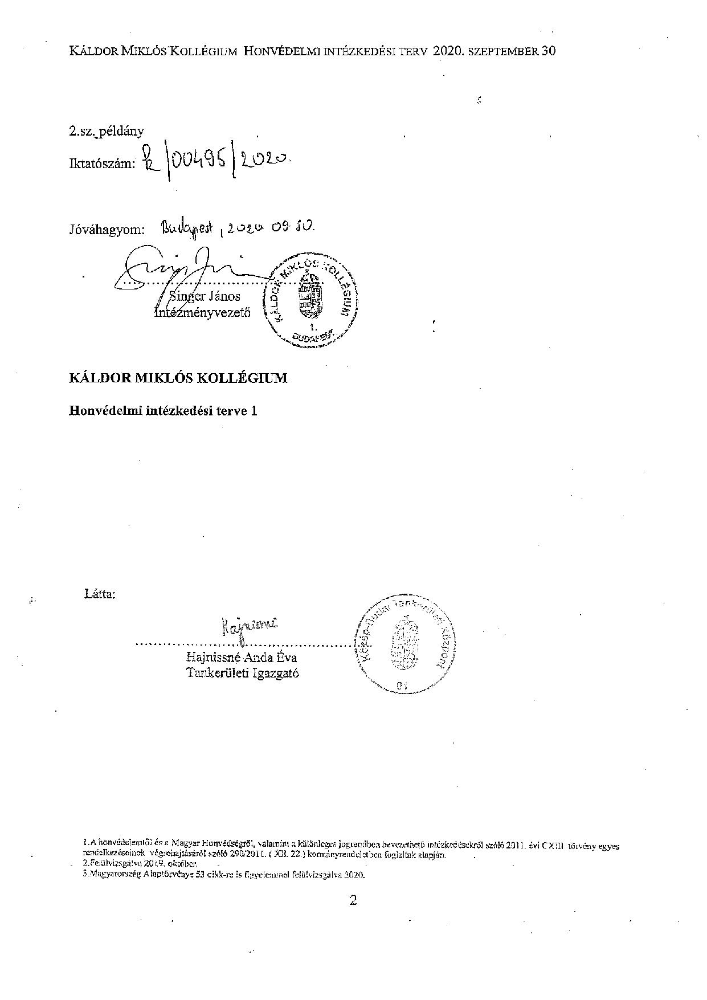 KÁLDOR MIKLÓS KOLLÉGIUM HONVÉDELMI INTÉZKEDÉSI TERV 2020. SZEPTEMBER 30
2.sz. példány
Iktatószám: /00495/2020.
Jóváhagyom: Budapest, 2020 09 30.
Singer János
Intézményvezető
KÁLDOR MIKLÓS KOLLÉGIUM
1.
BUDAPEST
KÁLDOR MIKLÓS KOLLÉGIUM
Honvédelmi intézkedési terve 1
Látta:
Hajnissné
Hajnissné Anda Éva
Tankerületi Igazgató
Közép-Budai Tankerületi Központ
01
1.A honvédelemről és a Magyar Honvédségről, valamint a különleges jogrendben bevezethető intézkedésekről szóló 2011. évi CXIII törvény egyes
rendelkezéseinek végrehajtásáról szóló 290/2011. ( XII. 22.) kormányrendeletben foglaltak alapján.
2.Felülvizsgálva 2019. október.
3.Magyarország Alaptörvénye 53 cikk-re is figyelemmel felülvizsgálva 2020.
2